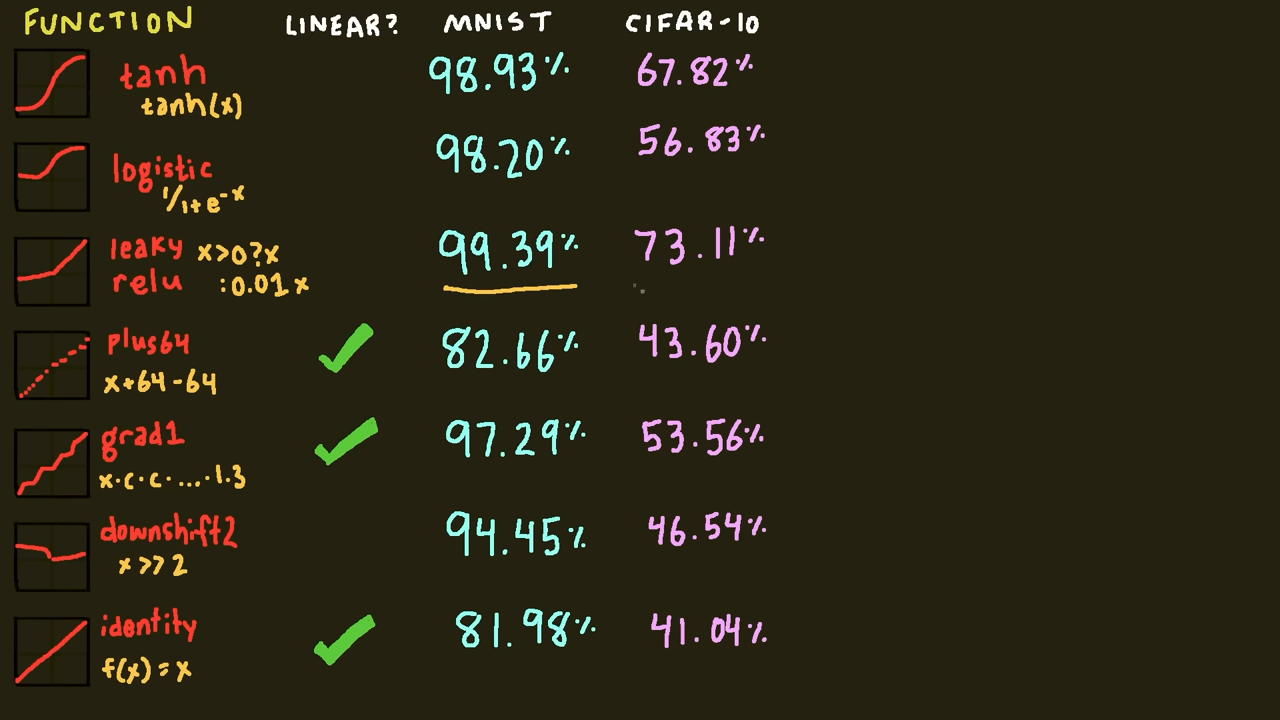 FUNCTION LINEAR? MNIST CIFAR-10
tanh 98.93% 67.82%
tanh(x)
logistic 98.20% 56.83%
1/1+e^-x
leaky x>0?x 99.39% 73.11%
relu :0.01x
plus64 82.66% 43.60%
x+64-64
grad1 97.29% 53.56%
x·c·c·...·1.3
downshift2 94.45% 46.54%
x>>2
identity 81.98% 41.04%
f(x)=x